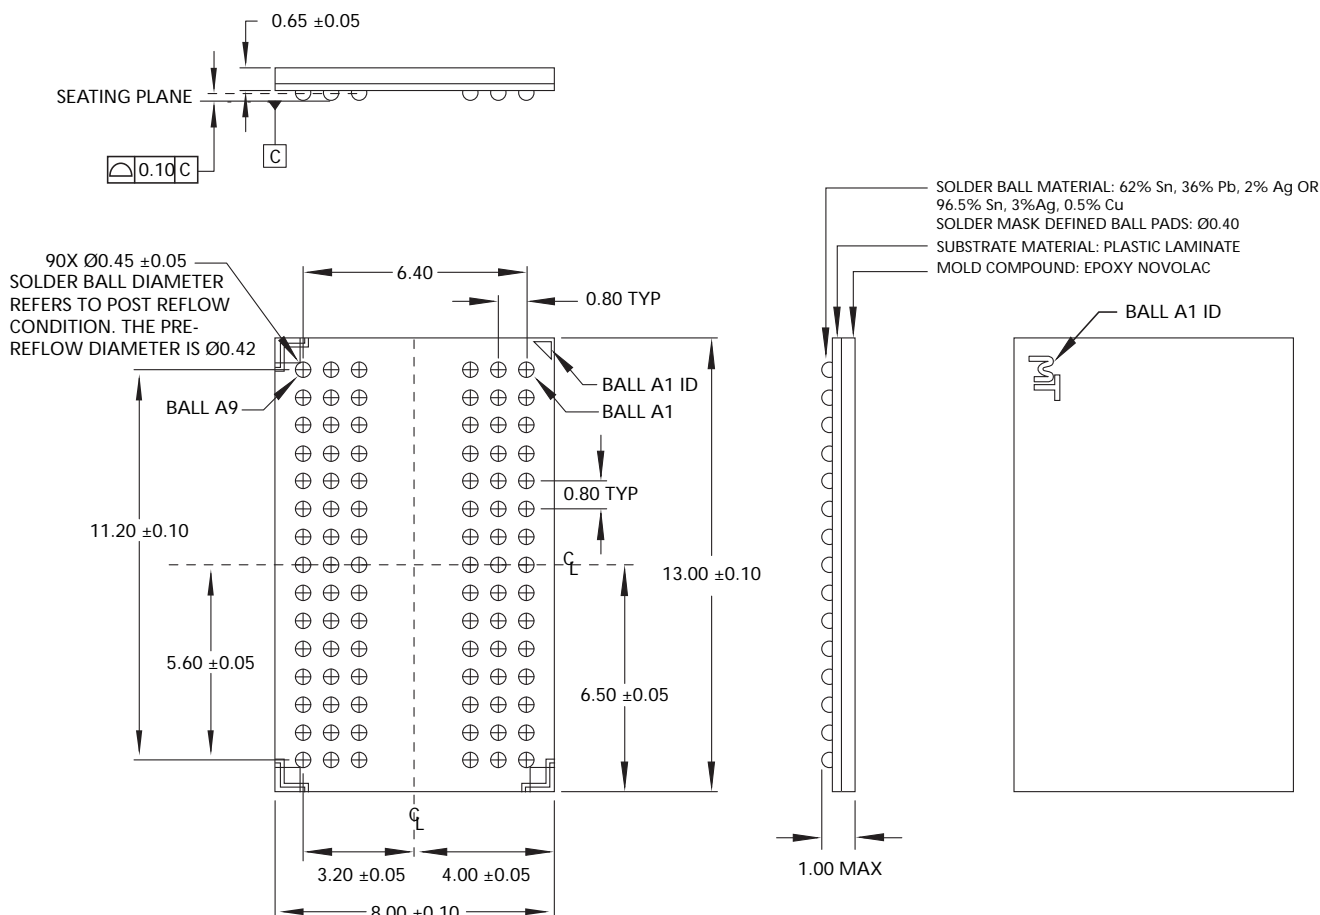 0.65 ±0.05
SEATING PLANE
C
0.10 C
SOLDER BALL MATERIAL: 62% Sn, 36% Pb, 2% Ag OR
96.5% Sn, 3%Ag, 0.5% Cu
SOLDER MASK DEFINED BALL PADS: Ø0.40
SUBSTRATE MATERIAL: PLASTIC LAMINATE
MOLD COMPOUND: EPOXY NOVOLAC
90X Ø0.45 ±0.05
SOLDER BALL DIAMETER
REFERS TO POST REFLOW
CONDITION. THE PRE-
REFLOW DIAMETER IS Ø0.42
6.40
0.80 TYP
BALL A1 ID
BALL A1 ID
BALL A9
BALL A1
0.80 TYP
11.20 ±0.10
CL
13.00 ±0.10
5.60 ±0.05
6.50 ±0.05
CL
3.20 ±0.05
4.00 ±0.05
1.00 MAX
8.00 ±0.10